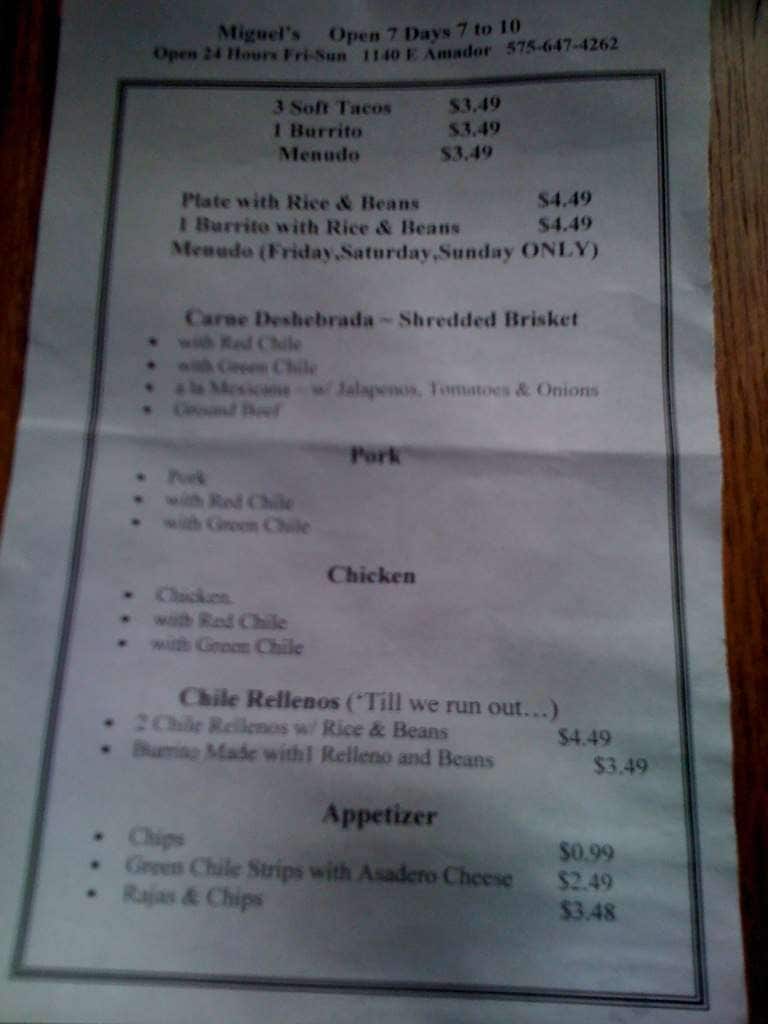 Miguel's Open 7 Days 7 to 10
Open 24 Hours Fri-Sun 1140 E Amador 575-647-4262
3 Soft Tacos $3.49
1 Burrito $3.49
Menudo $3.49
Plate with Rice & Beans $4.49
1 Burrito with Rice & Beans $4.49
Menudo (Friday,Saturday,Sunday ONLY)
Carne Deshebrada ~ Shredded Brisket
• with Red Chile
• with Green Chile
• a la Mexicana ~ w/ Jalapenos, Tomatoes & Onions
• Ground Beef
Pork
• Pork
• with Red Chile
• with Green Chile
Chicken
• Chicken
• with Red Chile
• with Green Chile
Chile Rellenos ('Till we run out...)
• 2 Chile Rellenos w/ Rice & Beans $4.49
• Burrito Made with1 Relleno and Beans $3.49
Appetizer
• Chips $0.99
• Green Chile Strips with Asadero Cheese $2.49
• Rajas & Chips $3.48